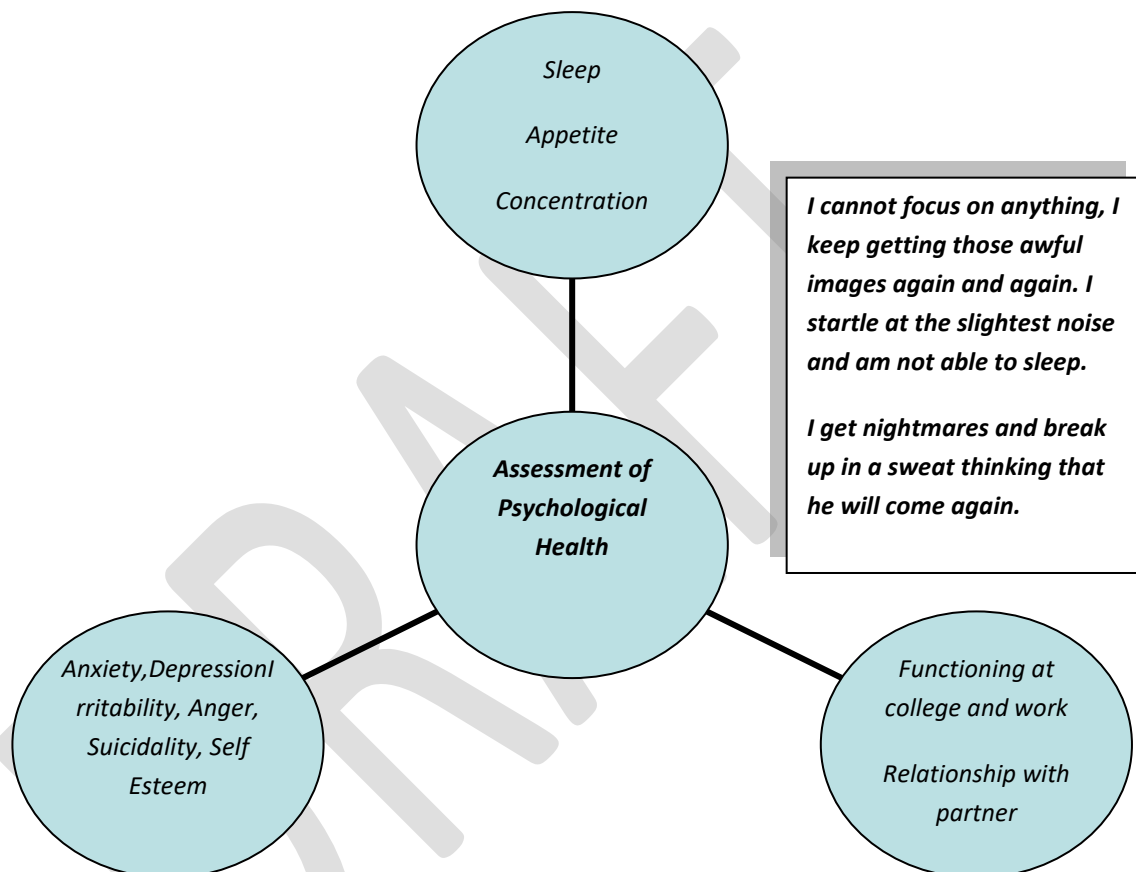 Sleep
Appetite
Concentration
I cannot focus on anything, I
keep getting those awful
images again and again. I
startle at the slightest noise
and am not able to sleep.
I get nightmares and break
up in a sweat thinking that
he will come again.
Assessment of
Psychological
Health
Anxiety,DepressionI
rritability, Anger,
Suicidality, Self
Esteem
Functioning at
college and work
Relationship with
partner
DRAFT